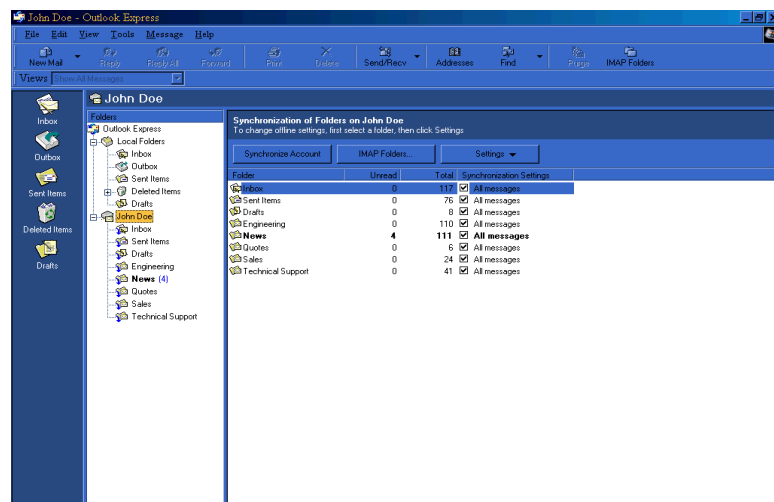 John Doe - Outlook Express
File Edit View Tools Message Help
New Mail Reply Reply All Forward Print Delete Send/Recv Addresses Find Purge IMAP Folders
Views Show All Messages
John Doe
Inbox
Outbox
Sent Items
Deleted Items
Drafts
Folders
Outlook Express
Local Folders
Inbox
Outbox
Sent Items
Deleted Items
Drafts
John Doe
Inbox
Sent Items
Drafts
Engineering
News (4)
Quotes
Sales
Technical Support
Synchronization of Folders on John Doe
To change offline settings, first select a folder, then click Settings
Synchronize Account IMAP Folders... Settings
Folder Unread Total Synchronization Settings
Inbox 0 117 All messages
Sent Items 0 76 All messages
Drafts 0 8 All messages
Engineering 0 110 All messages
News 4 111 All messages
Quotes 0 6 All messages
Sales 0 24 All messages
Technical Support 0 41 All messages